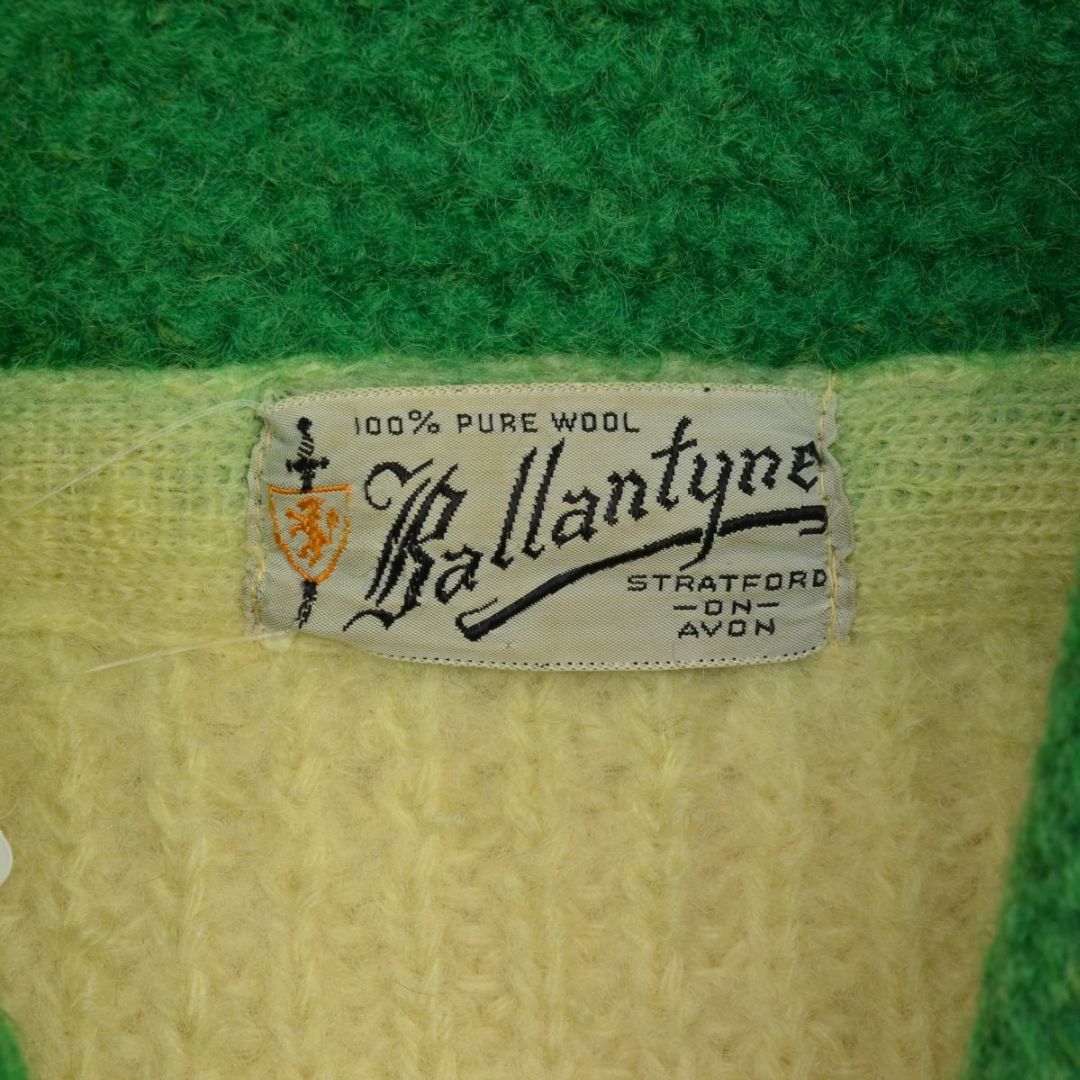 100% PURE WOOL
Ballantyne
STRATFORD
-ON-
AVON